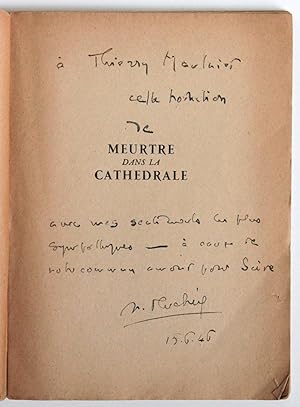 à Thierry Maulnier
cette traduction
de
MEURTRE
DANS LA
CATHEDRALE
avec mes sentiments les plus
sympathiques — à cause de
notre commun amour pour Scève
15.6.46